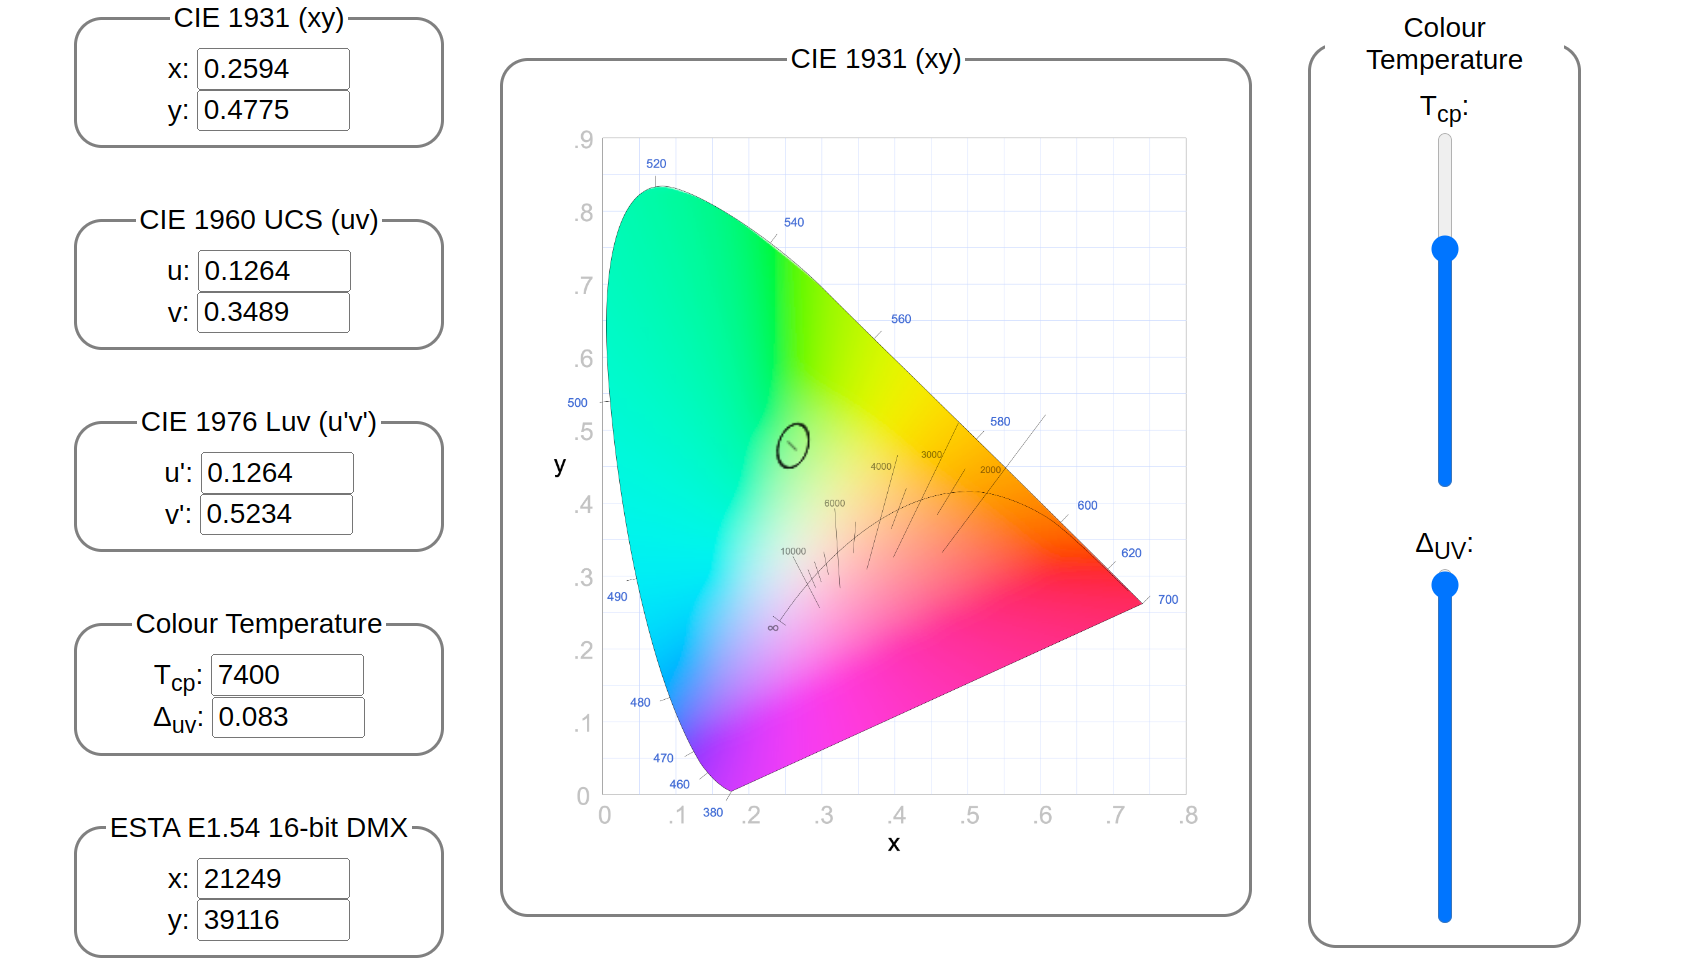 CIE 1931 (xy)
x: 0.2594
y: 0.4775
CIE 1960 UCS (uv)
u: 0.1264
v: 0.3489
CIE 1976 Luv (u'v')
u': 0.1264
v': 0.5234
Colour Temperature
Tcp: 7400
Δuv: 0.083
ESTA E1.54 16-bit DMX
x: 21249
y: 39116
CIE 1931 (xy)
.9
520
.8
540
.7
560
.6
500
580
.5
3000
y
4000
2000
.4
6000
600
10000
620
.3
490
700
∞
.2
480
.1
470
460
0
380
0 .1 .2 .3 .4 .5 .6 .7 .8
x
Colour
Temperature
Tcp:
ΔUV: